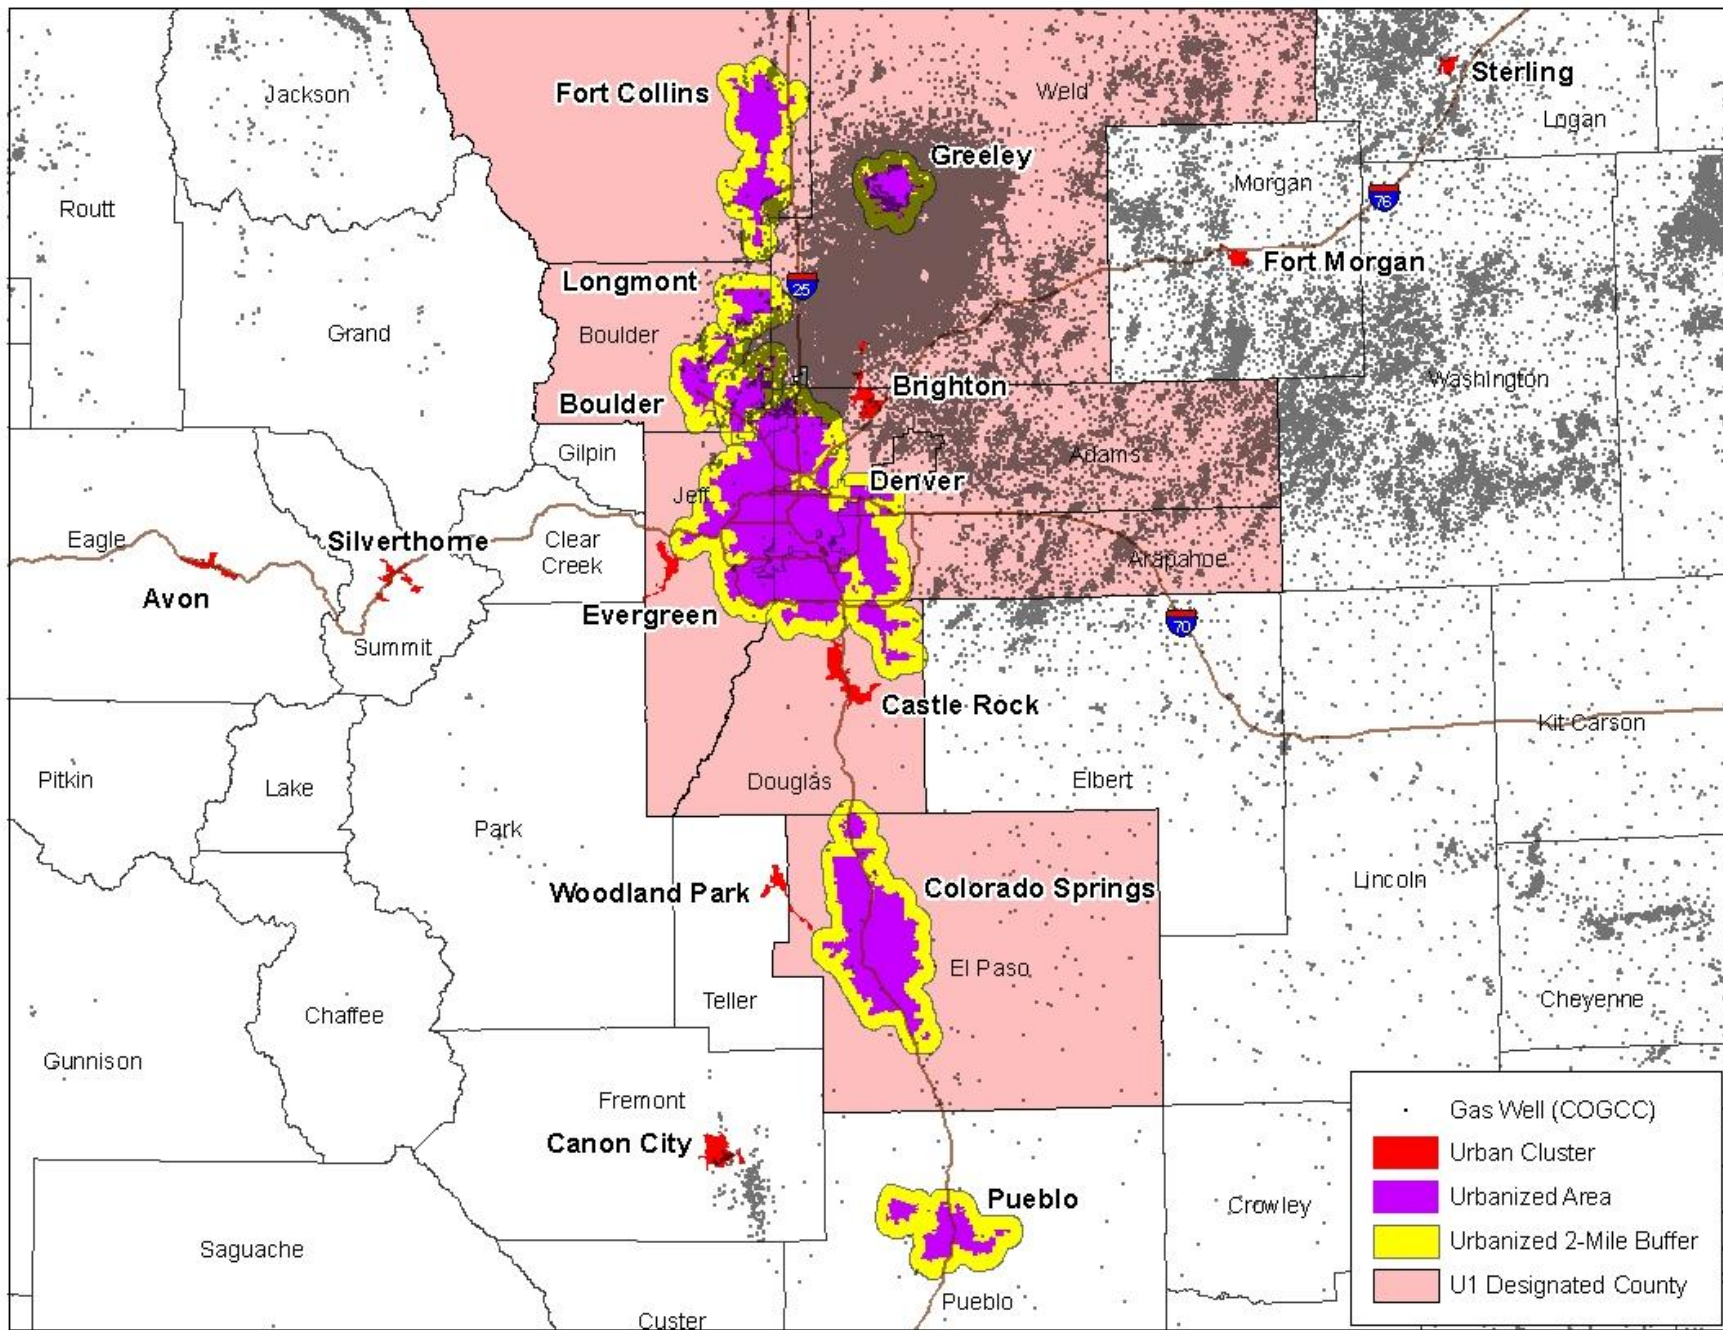 Jackson
Fort Collins
Weld
Sterling
Logan
Routt
Greeley
Morgan
76
Longmont
25
Fort Morgan
Grand
Boulder
Washington
Brighton
Boulder
Gilpin
Adams
Denver
Jeff
Eagle
Silverthorne
Clear
Creek
Arapahoe
Avon
Evergreen
70
Summit
Castle Rock
Kit Carson
Pitkin
Lake
Douglas
Elbert
Park
Woodland Park
Colorado Springs
Lincoln
El Paso
Teller
Cheyenne
Chaffee
Gunnison
Fremont
Canon City
Pueblo
Crowley
Saguache
Pueblo
Custer
Gas Well (COGCC)
Urban Cluster
Urbanized Area
Urbanized 2-Mile Buffer
U1 Designated County